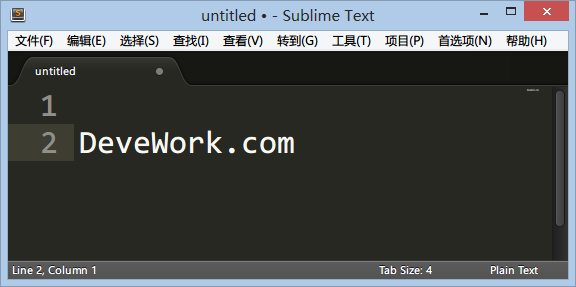 untitled • - Sublime Text
文件(F) 编辑(E) 选择(S) 查找(I) 查看(V) 转到(G) 工具(T) 项目(P) 首选项(N) 帮助(H)
untitled
1
2 DeveWork.com
Line 2, Column 1 Tab Size: 4 Plain Text